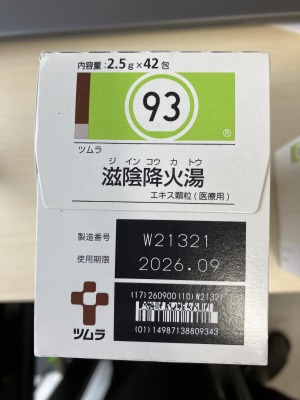 内容量:2.5g×42包
93
®
ツムラ
ジ イン コウ カ トウ
滋陰降火湯
エキス顆粒(医療用)
製造番号 W21321
使用期限 2026.09
(17)260900(10)W21321
(01)14987138809343
ツムラ